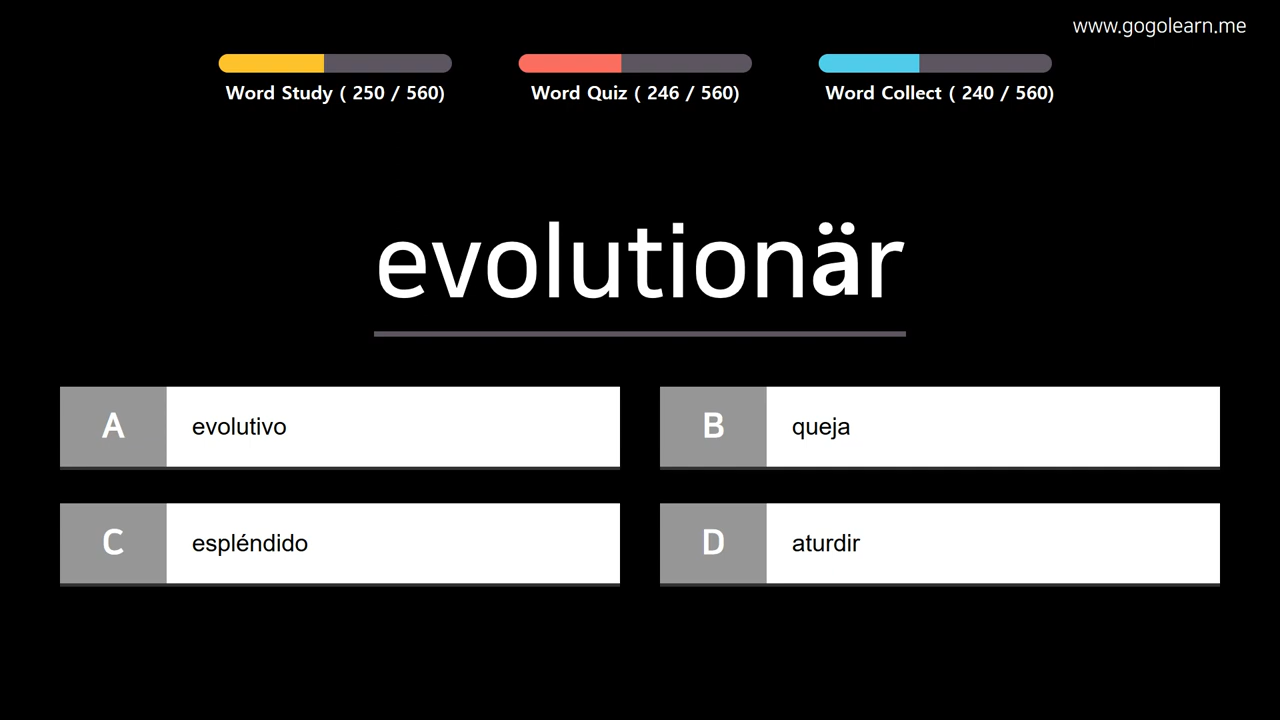 www.gogolearn.me
Word Study ( 250 / 560)
Word Quiz ( 246 / 560)
Word Collect ( 240 / 560)
evolutionär
A evolutivo
B queja
C espléndido
D aturdir